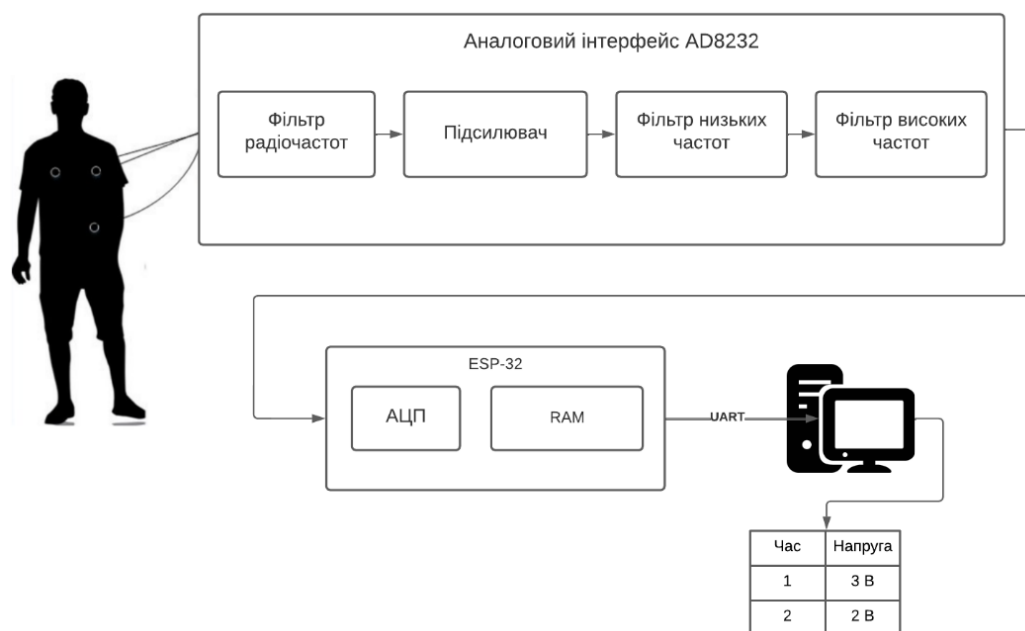 Аналоговий інтерфейс AD8232
Фільтр
радіочастот
Підсилювач
Фільтр низьких
частот
Фільтр високих
частот
ESP-32
АЦП
RAM
UART
Час Напруга
1 3 В
2 2 В